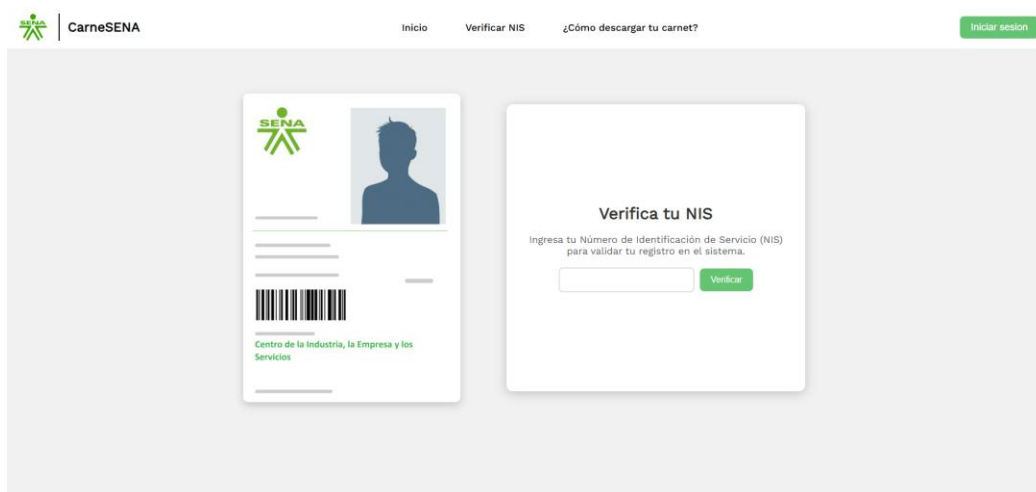 SENA
CarneSENA
Inicio
Verificar NIS
¿Cómo descargar tu carnet?
Iniciar sesion
SENA
Centro de la Industria, la Empresa y los
Servicios
Verifica tu NIS
Ingresa tu Número de Identificación de Servicio (NIS)
para validar tu registro en el sistema.
Verificar